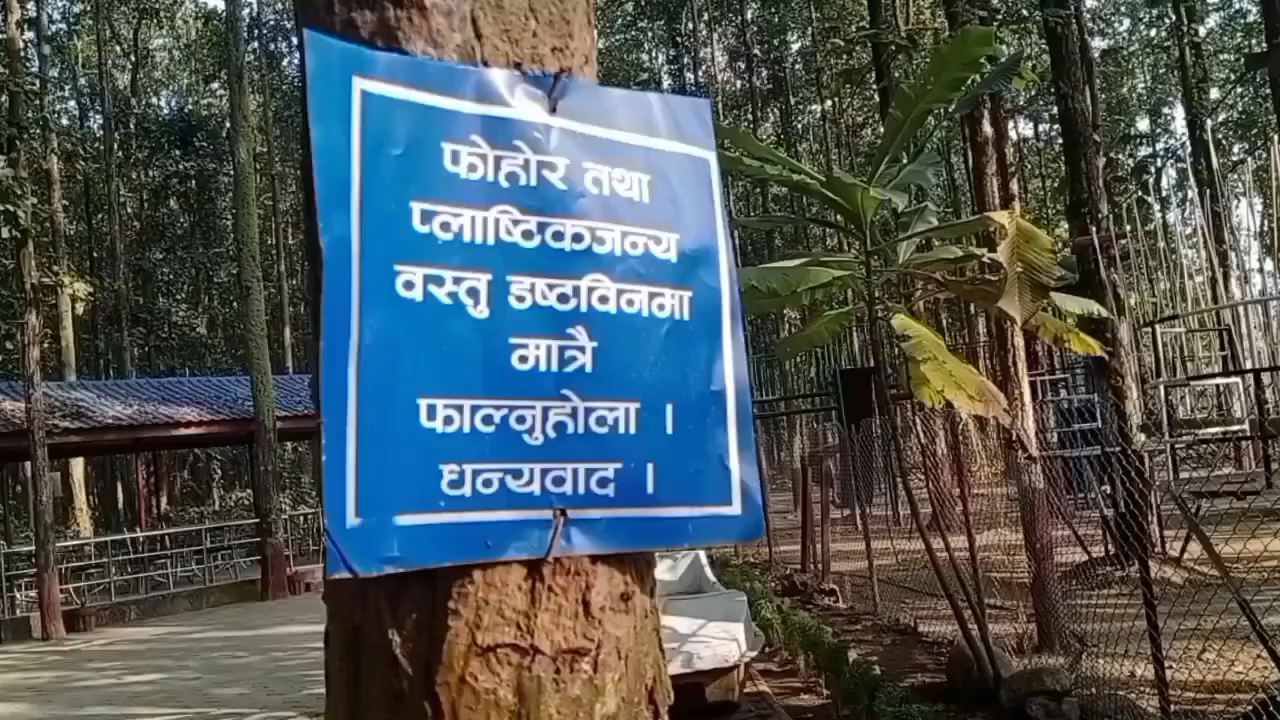 फोहोर तथा
प्लाष्टिकजन्य
वस्तु डष्टविनमा
मात्रै
फाल्नुहोला ।
धन्यवाद ।